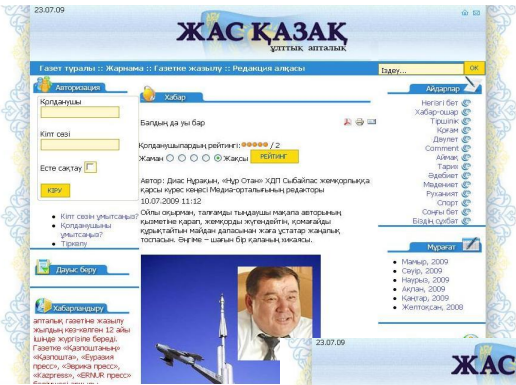 23.07.09
ЖАС ҚАЗАҚ
ұлттық апталық
Газет туралы :: Жарнама :: Газетке жазылу :: Редакция алқасы
Іздеу...
ОК
Авторизация
Қолданушы
Кіпт сөзі
Есте сақтау
КІРУ
Кіпт сөзін ұмытсаңыз?
Қолданушыны ұмытсаңыз?
Тіркелу
Дауыс беру
Хабарландыру
апталық газетіне жазылу
жылдың кез-келген 12 айы
ішінде жүргізіле береді.
Газетке «Қазпоштаның»
«Қазпошта», «Еуразия
пресс», «Эврика пресс»,
«Kazpress», «ERNUR пресс»
Хабар
Балдың да уы бар
Қолданушылардың рейтингі: / 2
Жаман Жақсы РЕЙТИНГ
Автор: Диас Нұрақын, «Нұр Отан» ХДП Сыбайлас жемқорлыққа
қарсы күрес кеңесі Медиа-орталығының редакторы
10.07.2009 11:12
Ойлы оқырман, талғамды тыңдаушы мақала авторының
қызметіне қарап, жемқорды жүгендейтін, қомағайды
құрықтайтын майдан даласынан жаға ұстатар жаңалық
тоспасын. Әңгіме – шағын бір қаланың хикаясы.
Айдарлар
Негізгі бет
Хабар-ошар
Тіршілік
Қоғам
Дәулет
Comment
Аймақ
Тарих
Әдебиет
Мәдениет
Руханият
Спорт
Соңғы бет
Біздің сұхбат
Мұрағат
Мамыр, 2009
Сәуір, 2009
Наурыз, 2009
Ақпан, 2009
Қаңтар, 2009
Желтоқсан, 2008
23.07.09
ЖАС